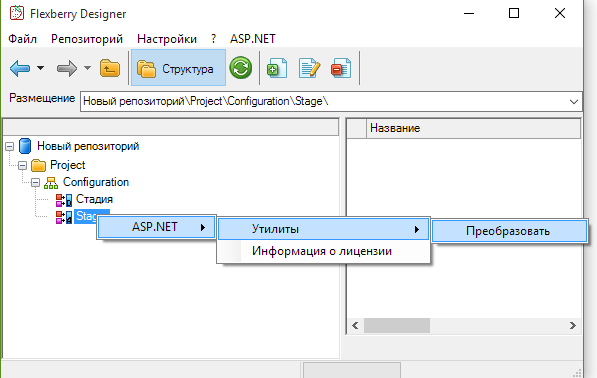 Flexberry Designer
Файл Репозиторий Настройки ? ASP.NET
Структура
Размещение Новый репозиторий\Project\Configuration\Stage\
Название
Новый репозиторий
Project
Configuration
Стадия
Stage
ASP.NET
Утилиты
Преобразовать
Информация о лицензии